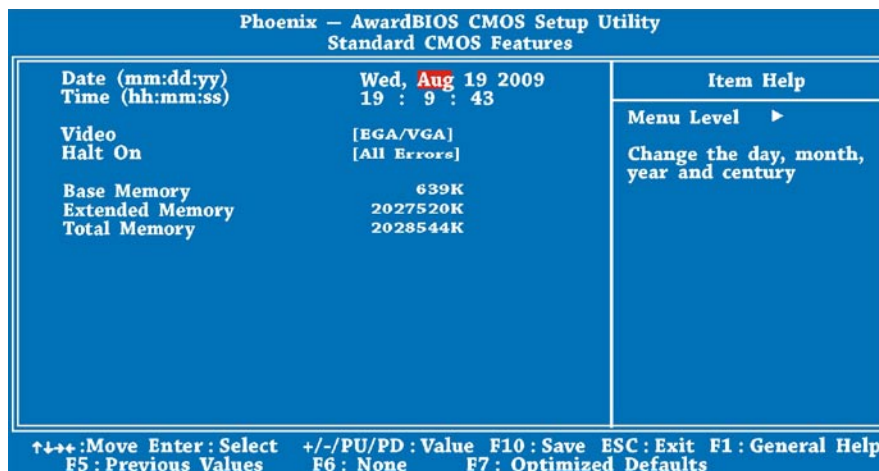 Phoenix — AwardBIOS CMOS Setup Utility
Standard CMOS Features
Date (mm:dd:yy) Wed, Aug 19 2009
Time (hh:mm:ss) 19 : 9 : 43
Video [EGA/VGA]
Halt On [All Errors]
Base Memory 639K
Extended Memory 2027520K
Total Memory 2028544K
Item Help
Menu Level ►
Change the day, month,
year and century
↑↓→←:Move Enter:Select +/-/PU/PD:Value F10:Save ESC:Exit F1:General Help
F5:Previous Values F6: None F7: Optimized Defaults